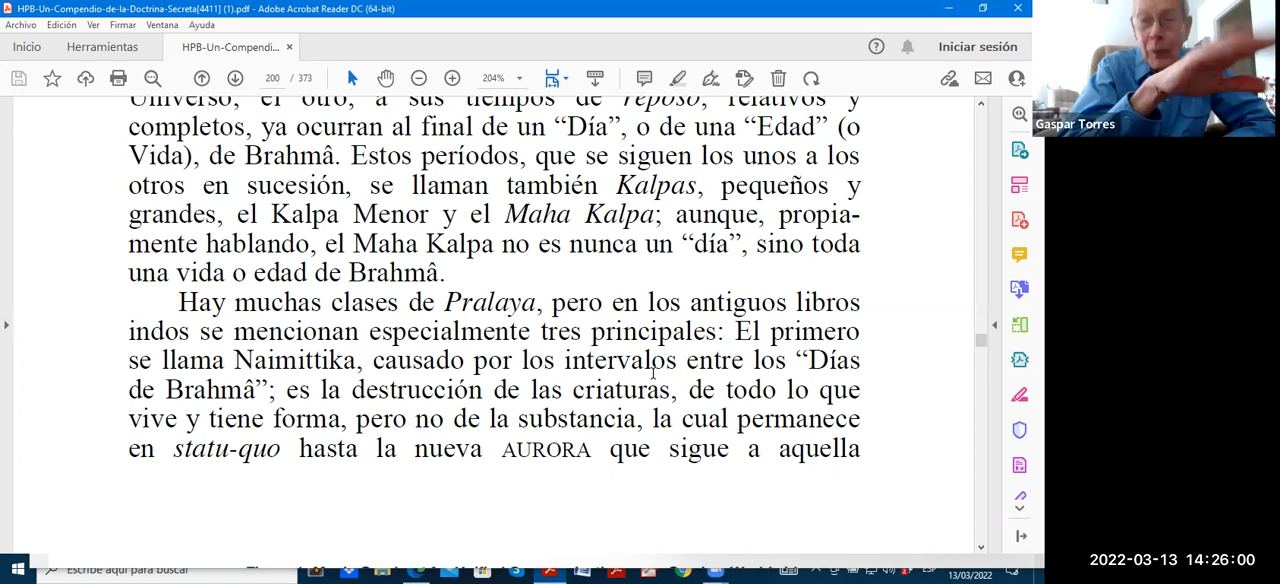 HPB-Un-Compendio-de-la-Doctrina-Secreta[4411] (1).pdf - Adobe Acrobat Reader DC (64-bit)
Archivo Edición Ver Firmar Ventana Ayuda
Inicio Herramientas HPB-Un-Compendi... × Iniciar sesión
200 / 373 204%
Universo; el otro, a sus tiempos de reposo, relativos y
completos, ya ocurran al final de un “Día”, o de una “Edad” (o
Vida), de Brahmâ. Estos períodos, que se siguen los unos a los
otros en sucesión, se llaman también Kalpas, pequeños y
grandes, el Kalpa Menor y el Maha Kalpa; aunque, propia-
mente hablando, el Maha Kalpa no es nunca un “día”, sino toda
una vida o edad de Brahmâ.
Hay muchas clases de Pralaya, pero en los antiguos libros
indos se mencionan especialmente tres principales: El primero
se llama Naimittika, causado por los intervalos entre los “Días
de Brahmâ”; es la destrucción de las criaturas, de todo lo que
vive y tiene forma, pero no de la substancia, la cual permanece
en statu-quo hasta la nueva AURORA que sigue a aquella
Gaspar Torres
Escribe aquí para buscar
13/03/2022
2022-03-13 14:26:00